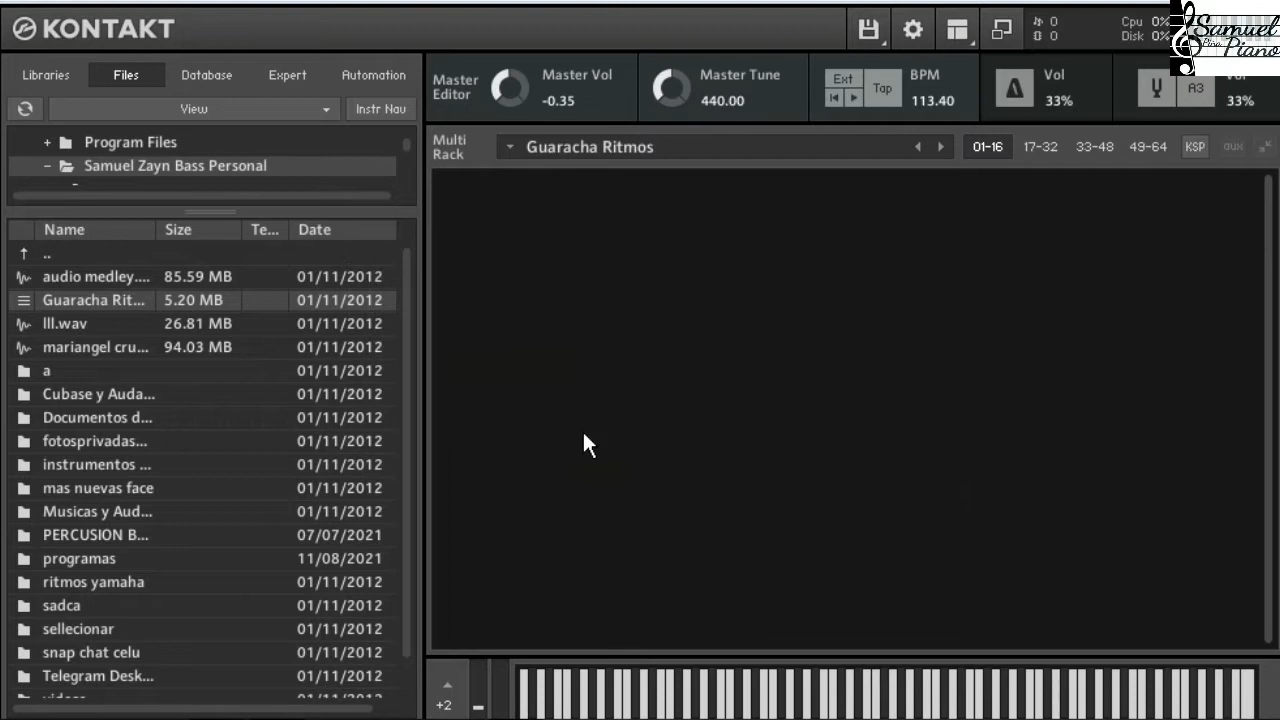 KONTAKT
0
0
Cpu 0%
Disk 0%
Samuel
Piano
Libraries
Files
Database
Expert
Automation
View
Instr Nav
+ Program Files
− Samuel Zayn Bass Personal
Name Size Te... Date
..
audio medley.... 85.59 MB 01/11/2012
Guaracha Rit... 5.20 MB 01/11/2012
lll.wav 26.81 MB 01/11/2012
mariangel cru... 94.03 MB 01/11/2012
a 01/11/2012
Cubase y Auda... 01/11/2012
Documentos d... 01/11/2012
fotosprivadas... 01/11/2012
instrumentos ... 01/11/2012
mas nuevas face 01/11/2012
Musicas y Aud... 01/11/2012
PERCUSION B... 07/07/2021
programas 11/08/2021
ritmos yamaha 01/11/2012
sadca 01/11/2012
sellecionar 01/11/2012
snap chat celu 01/11/2012
Telegram Desk... 01/11/2012
Master
Editor
Master Vol
-0.35
Master Tune
440.00
Ext
Tap
BPM
113.40
Vol
33%
A3
Vol
33%
Multi
Rack
Guaracha Ritmos
01-16
17-32
33-48
49-64
KSP
aux
+2